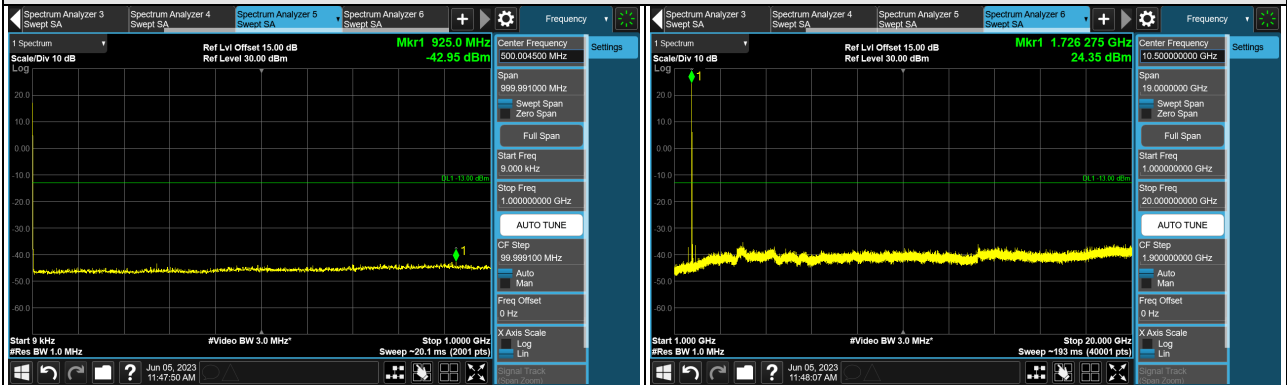 Spectrum Analyzer 3
Swept SA
Spectrum Analyzer 4
Swept SA
Spectrum Analyzer 5
Swept SA
Spectrum Analyzer 6
Swept SA
Frequency
1 Spectrum
Scale/Div 10 dB
Ref Lvl Offset 15.00 dB
Ref Level 30.00 dBm
Mkr1 925.0 MHz
-42.95 dBm
Log
20.0
10.0
0.00
-10.0
-20.0
-30.0
-40.0
-50.0
-60.0
DL1 -13.00 dBm
1
Start 9 kHz
#Res BW 1.0 MHz
#Video BW 3.0 MHz*
Stop 1.0000 GHz
Sweep ~20.1 ms (2001 pts)
Center Frequency
500.004500 MHz
Settings
Span
999.991000 MHz
Swept Span
Zero Span
Full Span
Start Freq
9.000 kHz
Stop Freq
1.000000000 GHz
AUTO TUNE
CF Step
99.999100 MHz
Auto
Man
Freq Offset
0 Hz
X Axis Scale
Log
Lin
Signal Track
(Span Zoom)
?
Jun 05, 2023
11:47:50 AM
Spectrum Analyzer 3
Swept SA
Spectrum Analyzer 4
Swept SA
Spectrum Analyzer 5
Swept SA
Spectrum Analyzer 6
Swept SA
Frequency
1 Spectrum
Scale/Div 10 dB
Ref Lvl Offset 15.00 dB
Ref Level 30.00 dBm
Mkr1 1.726 275 GHz
24.35 dBm
Log
20.0
10.0
0.00
-10.0
-20.0
-30.0
-40.0
-50.0
-60.0
DL1 -13.00 dBm
1
Start 1.000 GHz
#Res BW 1.0 MHz
#Video BW 3.0 MHz*
Stop 20.000 GHz
Sweep ~193 ms (40001 pts)
Center Frequency
10.500000000 GHz
Settings
Span
19.0000000 GHz
Swept Span
Zero Span
Full Span
Start Freq
1.000000000 GHz
Stop Freq
20.000000000 GHz
AUTO TUNE
CF Step
1.900000000 GHz
Auto
Man
Freq Offset
0 Hz
X Axis Scale
Log
Lin
Signal Track
(Span Zoom)
?
Jun 05, 2023
11:48:07 AM